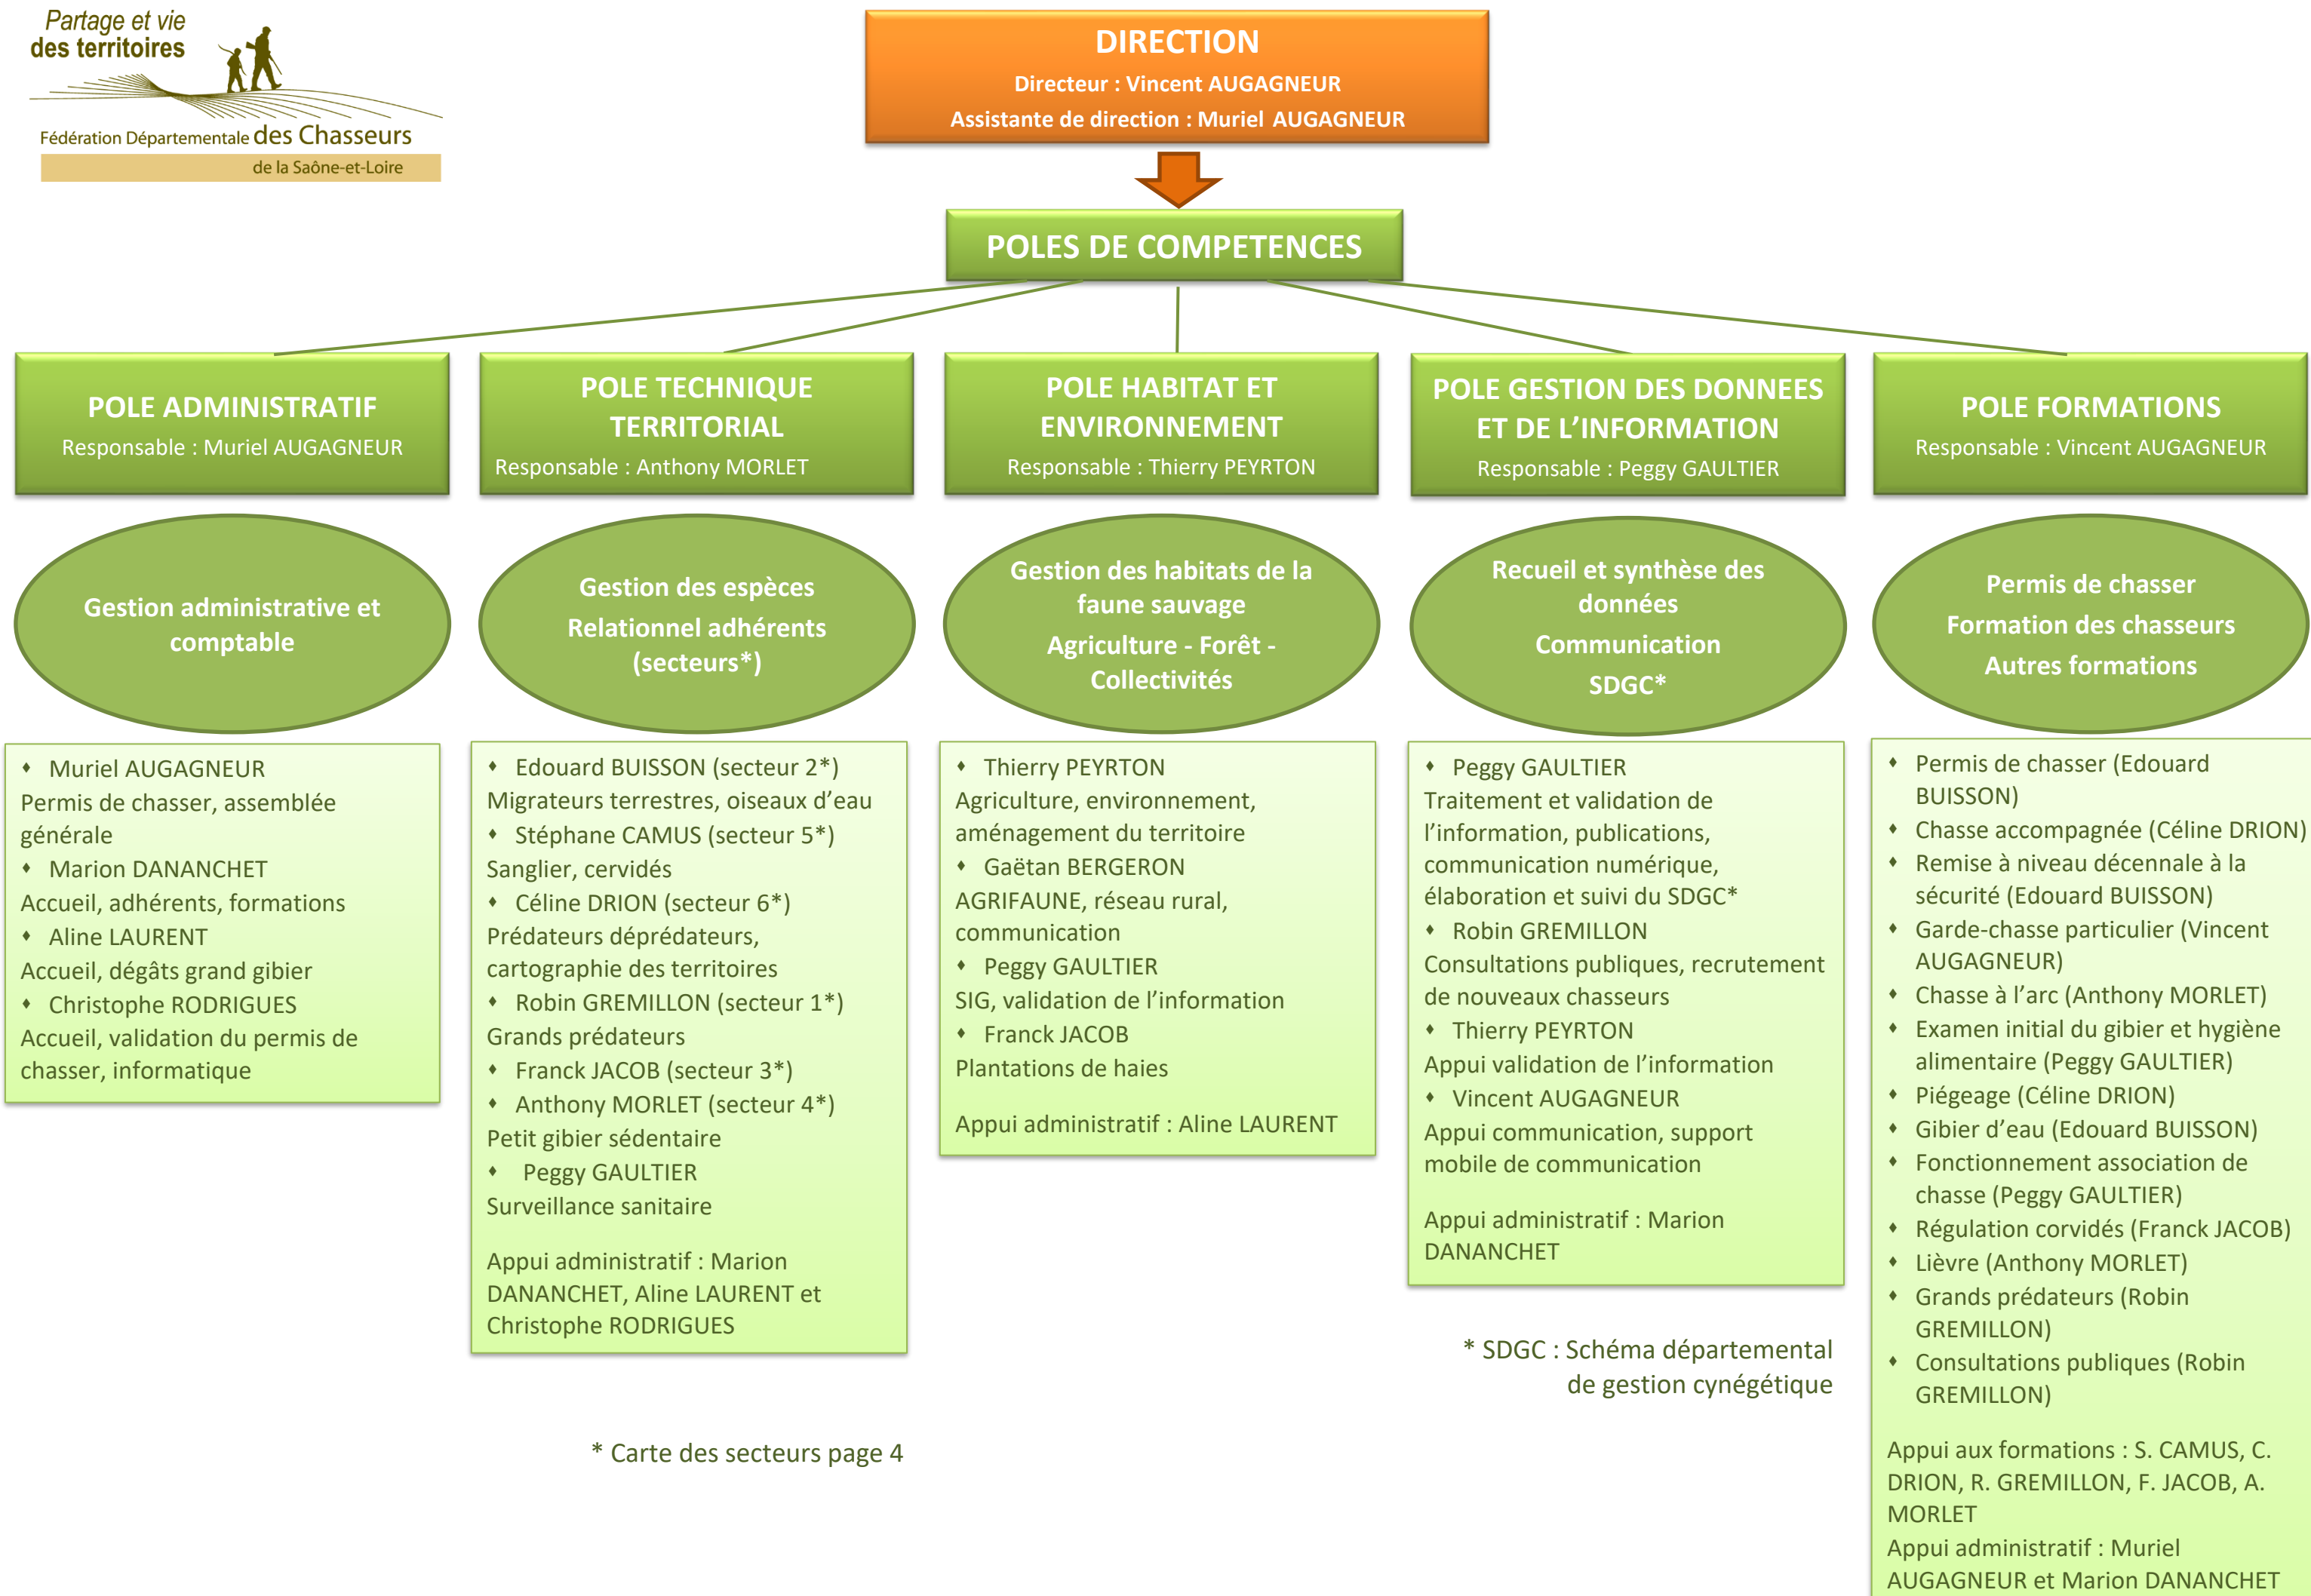 Partage et vie
des territoires
Fédération Départementale des Chasseurs
de la Saône-et-Loire
DIRECTION
Directeur : Vincent AUGAGNEUR
Assistante de direction : Muriel AUGAGNEUR
POLES DE COMPETENCES
POLE ADMINISTRATIF
Responsable : Muriel AUGAGNEUR
Gestion administrative et
comptable
⬧ Muriel AUGAGNEUR
Permis de chasser, assemblée
générale
⬧ Marion DANANCHET
Accueil, adhérents, formations
⬧ Aline LAURENT
Accueil, dégâts grand gibier
⬧ Christophe RODRIGUES
Accueil, validation du permis de
chasser, informatique
POLE TECHNIQUE
TERRITORIAL
Responsable : Anthony MORLET
Gestion des espèces
Relationnel adhérents
(secteurs*)
⬧ Edouard BUISSON (secteur 2*)
Migrateurs terrestres, oiseaux d’eau
⬧ Stéphane CAMUS (secteur 5*)
Sanglier, cervidés
⬧ Céline DRION (secteur 6*)
Prédateurs déprédateurs,
cartographie des territoires
⬧ Robin GREMILLON (secteur 1*)
Grands prédateurs
⬧ Franck JACOB (secteur 3*)
⬧ Anthony MORLET (secteur 4*)
Petit gibier sédentaire
⬧ Peggy GAULTIER
Surveillance sanitaire
Appui administratif : Marion
DANANCHET, Aline LAURENT et
Christophe RODRIGUES
* Carte des secteurs page 4
POLE HABITAT ET
ENVIRONNEMENT
Responsable : Thierry PEYRTON
Gestion des habitats de la
faune sauvage
Agriculture - Forêt -
Collectivités
⬧ Thierry PEYRTON
Agriculture, environnement,
aménagement du territoire
⬧ Gaëtan BERGERON
AGRIFAUNE, réseau rural,
communication
⬧ Peggy GAULTIER
SIG, validation de l’information
⬧ Franck JACOB
Plantations de haies
Appui administratif : Aline LAURENT
POLE GESTION DES DONNEES
ET DE L’INFORMATION
Responsable : Peggy GAULTIER
Recueil et synthèse des
données
Communication
SDGC*
⬧ Peggy GAULTIER
Traitement et validation de
l’information, publications,
communication numérique,
élaboration et suivi du SDGC*
⬧ Robin GREMILLON
Consultations publiques, recrutement
de nouveaux chasseurs
⬧ Thierry PEYRTON
Appui validation de l’information
⬧ Vincent AUGAGNEUR
Appui communication, support
mobile de communication
Appui administratif : Marion
DANANCHET
* SDGC : Schéma départemental
de gestion cynégétique
POLE FORMATIONS
Responsable : Vincent AUGAGNEUR
Permis de chasser
Formation des chasseurs
Autres formations
⬧ Permis de chasser (Edouard
BUISSON)
⬧ Chasse accompagnée (Céline DRION)
⬧ Remise à niveau décennale à la
sécurité (Edouard BUISSON)
⬧ Garde-chasse particulier (Vincent
AUGAGNEUR)
⬧ Chasse à l’arc (Anthony MORLET)
⬧ Examen initial du gibier et hygiène
alimentaire (Peggy GAULTIER)
⬧ Piégeage (Céline DRION)
⬧ Gibier d’eau (Edouard BUISSON)
⬧ Fonctionnement association de
chasse (Peggy GAULTIER)
⬧ Régulation corvidés (Franck JACOB)
⬧ Lièvre (Anthony MORLET)
⬧ Grands prédateurs (Robin
GREMILLON)
⬧ Consultations publiques (Robin
GREMILLON)
Appui aux formations : S. CAMUS, C.
DRION, R. GREMILLON, F. JACOB, A.
MORLET
Appui administratif : Muriel
AUGAGNEUR et Marion DANANCHET